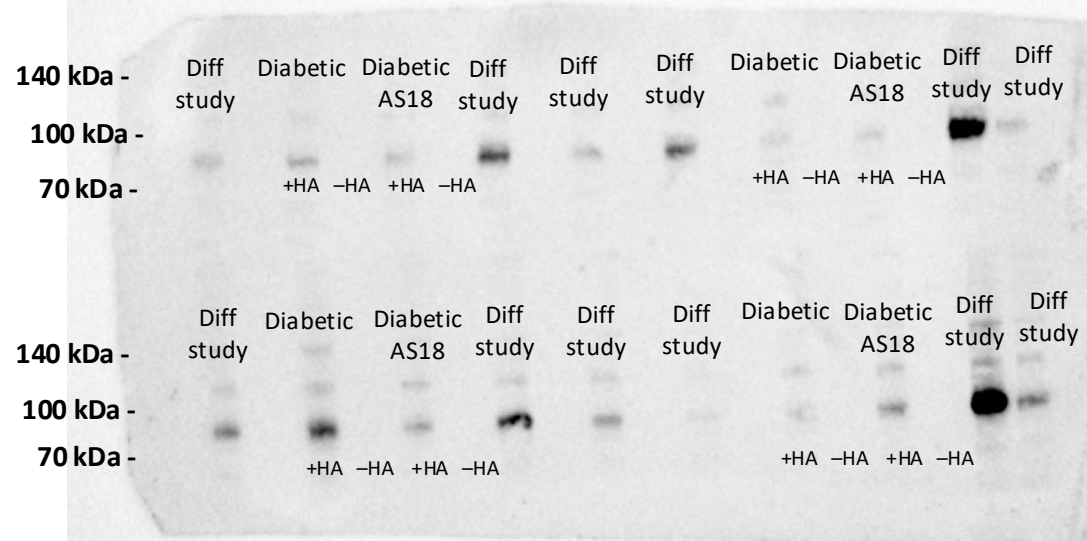 140 kDa -
100 kDa -
70 kDa -
Diff
study
Diabetic
Diabetic
AS18
Diff
study
Diff
study
Diff
study
Diabetic
Diabetic
AS18
Diff
study
Diff
study
+HA –HA +HA –HA
+HA –HA +HA –HA
140 kDa -
100 kDa -
70 kDa -
Diff
study
Diabetic
Diabetic
AS18
Diff
study
Diff
study
Diff
study
Diabetic
Diabetic
AS18
Diff
study
Diff
study
+HA –HA +HA –HA
+HA –HA +HA –HA